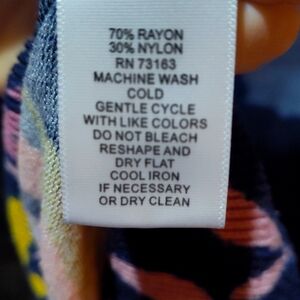 70% RAYON
30% NYLON
RN 73163
MACHINE WASH
COLD
GENTLE CYCLE
WITH LIKE COLORS
DO NOT BLEACH
RESHAPE AND
DRY FLAT
COOL IRON
IF NECESSARY
OR DRY CLEAN